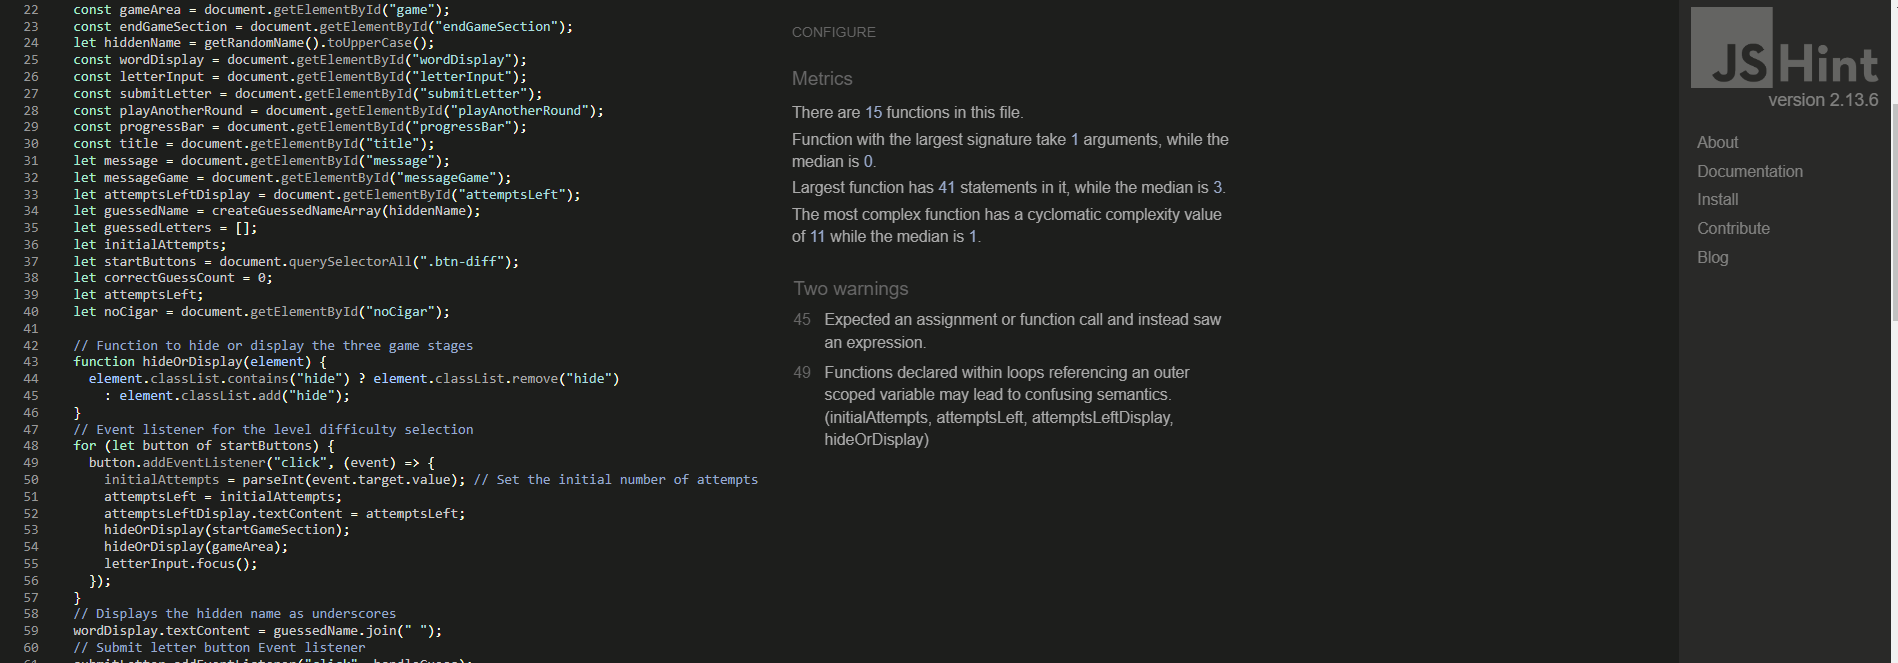 22 const gameArea = document.getElementById("game");
23 const endGameSection = document.getElementById("endGameSection");
24 let hiddenName = getRandomName().toUpperCase();
25 const wordDisplay = document.getElementById("wordDisplay");
26 const letterInput = document.getElementById("letterInput");
27 const submitLetter = document.getElementById("submitLetter");
28 const playAnotherRound = document.getElementById("playAnotherRound");
29 const progressBar = document.getElementById("progressBar");
30 const title = document.getElementById("title");
31 let message = document.getElementById("message");
32 let messageGame = document.getElementById("messageGame");
33 let attemptsLeftDisplay = document.getElementById("attemptsLeft");
34 let guessedName = createGuessedNameArray(hiddenName);
35 let guessedLetters = [];
36 let initialAttempts;
37 let startButtons = document.querySelectorAll(".btn-diff");
38 let correctGuessCount = 0;
39 let attemptsLeft;
40 let noCigar = document.getElementById("noCigar");
41
42 // Function to hide or display the three game stages
43 function hideOrDisplay(element) {
44 element.classList.contains("hide") ? element.classList.remove("hide")
45 : element.classList.add("hide");
46 }
47 // Event listener for the level difficulty selection
48 for (let button of startButtons) {
49 button.addEventListener("click", (event) => {
50 initialAttempts = parseInt(event.target.value); // Set the initial number of attempts
51 attemptsLeft = initialAttempts;
52 attemptsLeftDisplay.textContent = attemptsLeft;
53 hideOrDisplay(startGameSection);
54 hideOrDisplay(gameArea);
55 letterInput.focus();
56 });
57 }
58 // Displays the hidden name as underscores
59 wordDisplay.textContent = guessedName.join(" ");
60 // Submit letter button Event listener
61 submitLetter.addEventListener("click", handleGuess);
CONFIGURE
Metrics
There are 15 functions in this file.
Function with the largest signature take 1 arguments, while the
median is 0.
Largest function has 41 statements in it, while the median is 3.
The most complex function has a cyclomatic complexity value
of 11 while the median is 1.
Two warnings
45 Expected an assignment or function call and instead saw
an expression.
49 Functions declared within loops referencing an outer
scoped variable may lead to confusing semantics.
(initialAttempts, attemptsLeft, attemptsLeftDisplay,
hideOrDisplay)
JSHint
version 2.13.6
About
Documentation
Install
Contribute
Blog